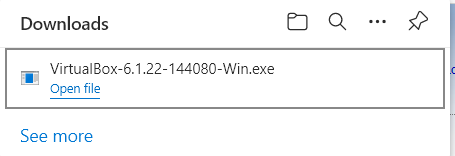 Downloads
VirtualBox-6.1.22-144080-Win.exe
Open file
See more